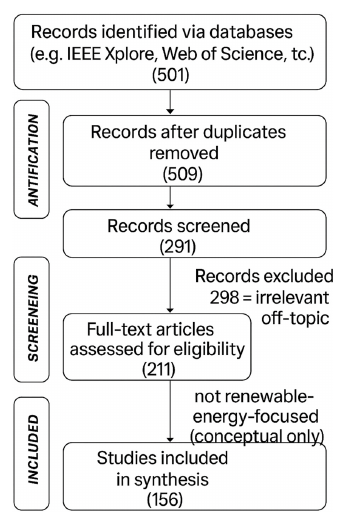 Records identified via databases
(e.g. IEEE Xplore, Web of Science, tc.)
(501)
ANTIFICATION
Records after duplicates
removed
(509)
Records screened
(291)
SCREENEING
Records excluded
298 = irrelevant
off-topic
Full-text articles
assessed for eligibility
(211)
not renewable-
energy-focused
(conceptual only)
INCLUDED
Studies included
in synthesis
(156)